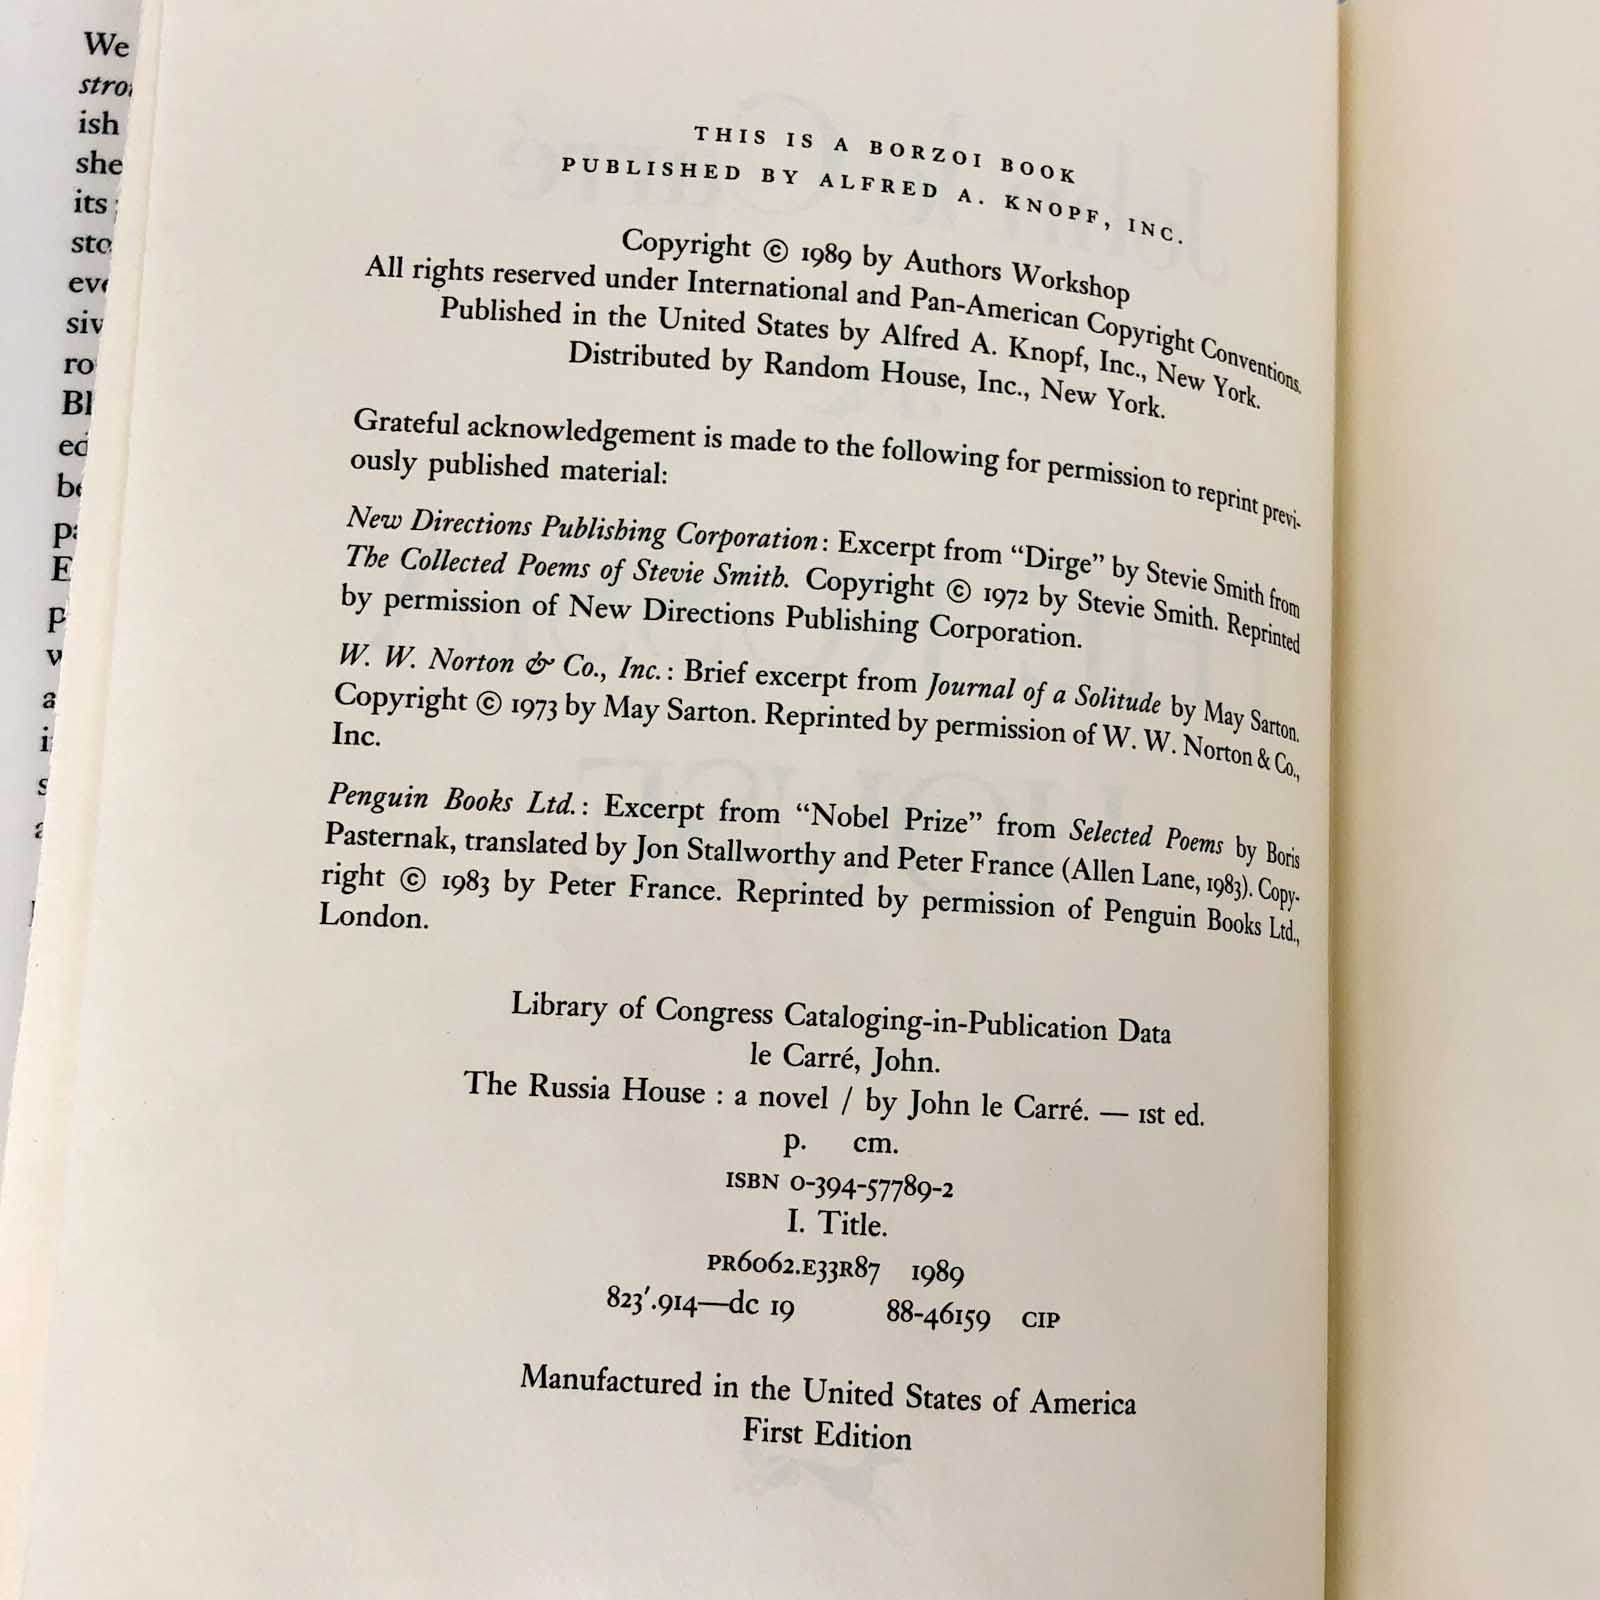 We
ish
she
its
THIS IS A BORZOI BOOK
PUBLISHED BY ALFRED A. KNOPF, INC.
Copyright © 1989 by Authors Workshop
All rights reserved under International and Pan-American Copyright Conventions.
Published in the United States by Alfred A. Knopf, Inc., New York.
Distributed by Random House, Inc., New York.
Grateful acknowledgement is made to the following for permission to reprint previ-
ously published material:
New Directions Publishing Corporation: Excerpt from “Dirge” by Stevie Smith from
The Collected Poems of Stevie Smith. Copyright © 1972 by Stevie Smith. Reprinted
by permission of New Directions Publishing Corporation.
W. W. Norton & Co., Inc.: Brief excerpt from Journal of a Solitude by May Sarton.
Copyright © 1973 by May Sarton. Reprinted by permission of W. W. Norton & Co.,
Inc.
Penguin Books Ltd.: Excerpt from “Nobel Prize” from Selected Poems by Boris
Pasternak, translated by Jon Stallworthy and Peter France (Allen Lane, 1983). Copy-
right © 1983 by Peter France. Reprinted by permission of Penguin Books Ltd.,
London.
Library of Congress Cataloging-in-Publication Data
le Carré, John.
The Russia House : a novel / by John le Carré. — 1st ed.
p. cm.
ISBN 0-394-57789-2
I. Title.
PR6062.E33R87 1989
823′.914—dc 19 88-46159 CIP
Manufactured in the United States of America
First Edition